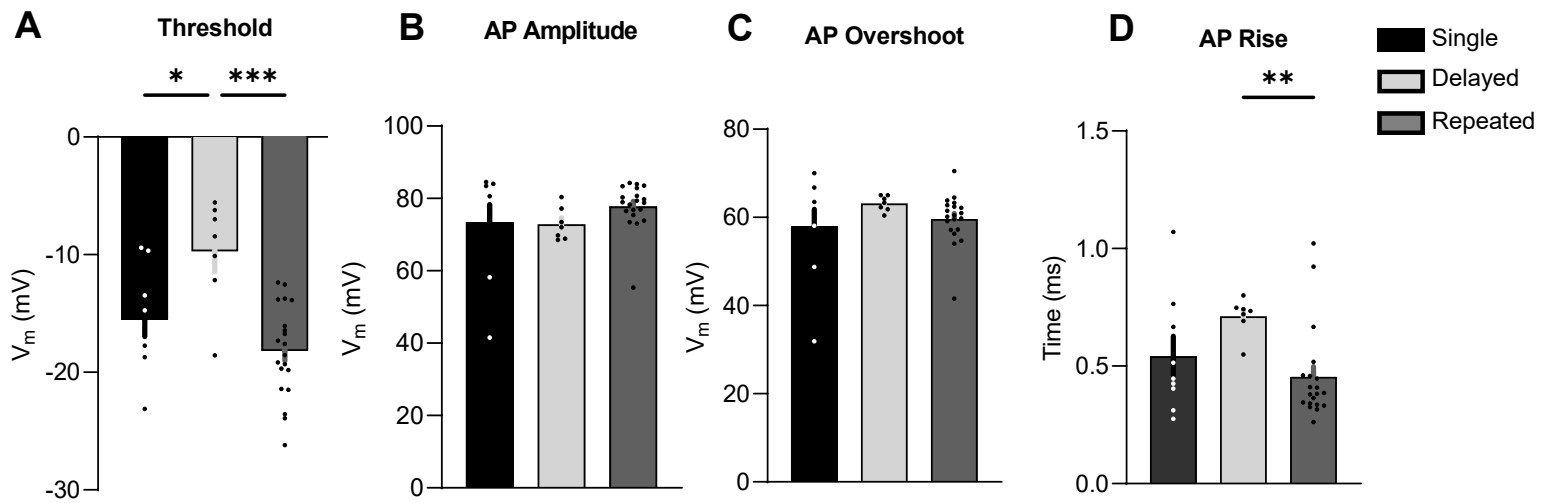 A
Threshold
*
***
0
-10
-20
-30
Vm (mV)
B
AP Amplitude
100
80
60
40
20
0
Vm (mV)
C
AP Overshoot
80
60
40
20
0
Vm (mV)
D
AP Rise
**
1.5
1.0
0.5
0.0
Time (ms)
Single
Delayed
Repeated